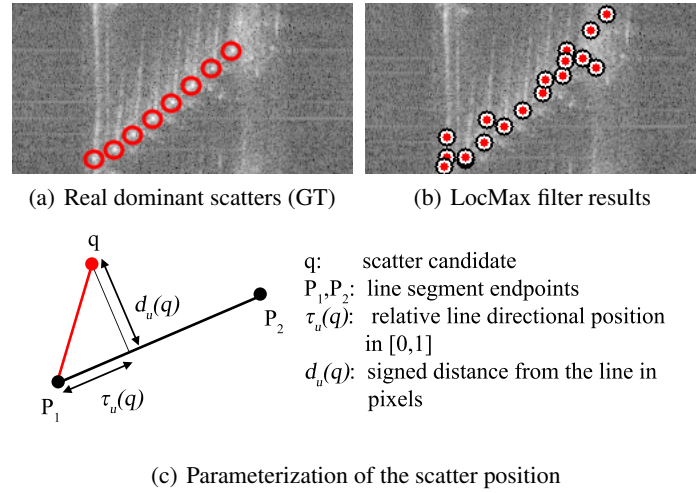 (a) Real dominant scatters (GT)
(b) LocMax filter results
q
d_u(q)
P_2
P_1
τ_u(q)
q: scatter candidate
P_1,P_2: line segment endpoints
τ_u(q): relative line directional position
in [0,1]
d_u(q): signed distance from the line in
pixels
(c) Parameterization of the scatter position